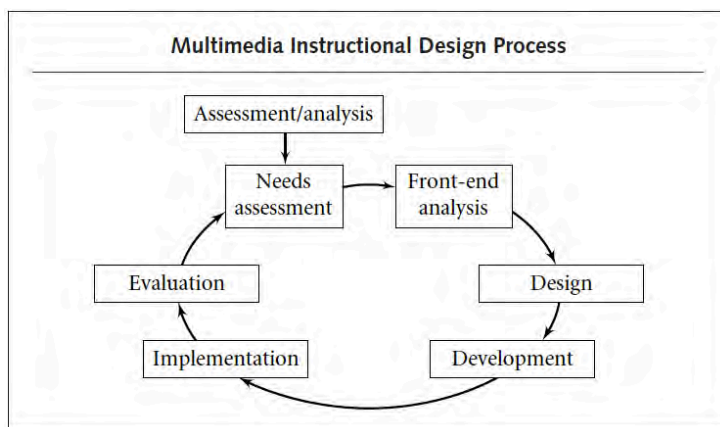 Multimedia Instructional Design Process
Assessment/analysis
Needs
assessment
Front-end
analysis
Evaluation
Design
Implementation
Development